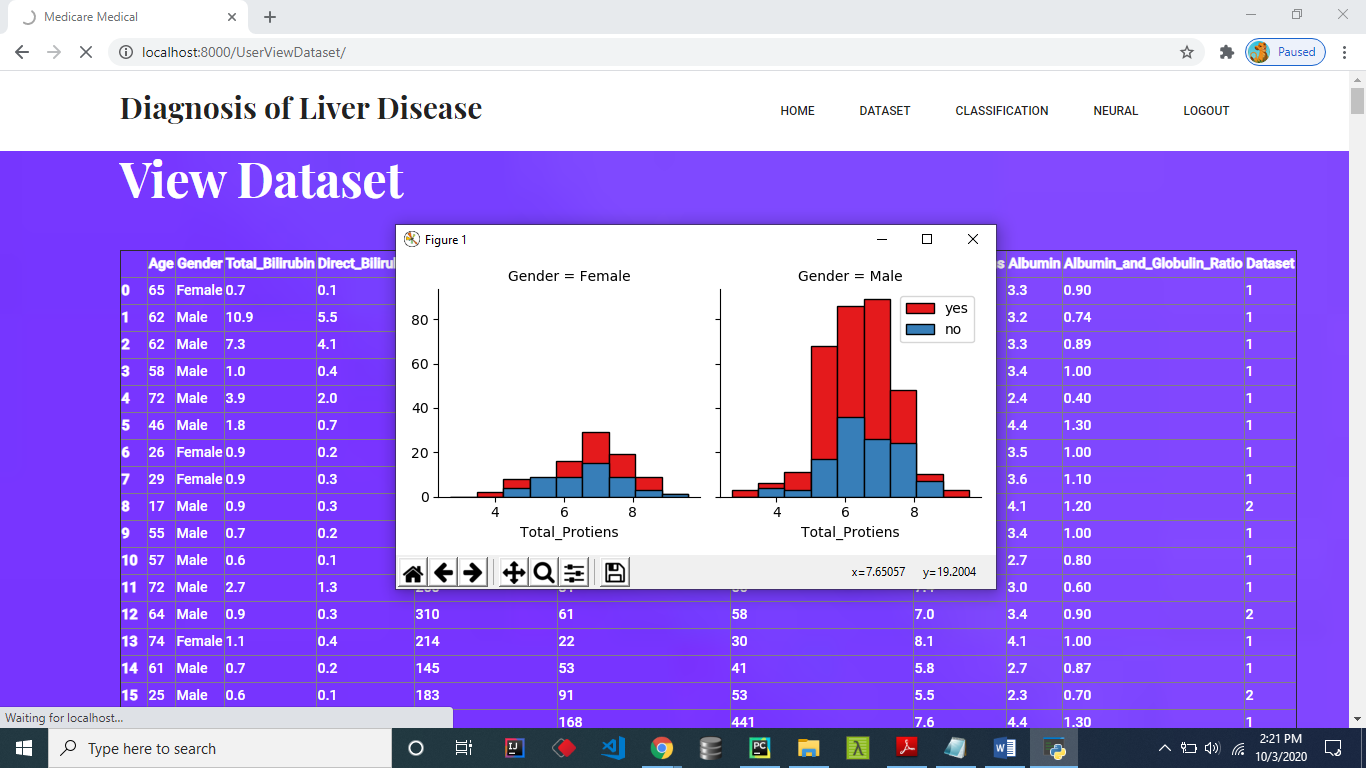 Medicare Medical
localhost:8000/UserViewDataset/
Paused
Diagnosis of Liver Disease
HOME DATASET CLASSIFICATION NEURAL LOGOUT
View Dataset
Figure 1
Gender = Female Gender = Male
yes
no
80
60
40
20
0
4 6 8 4 6 8
Total_Protiens Total_Protiens
x=7.65057 y=19.2004
Age Gender Total_Bilirubin Direct_Bilirub s Albumin Albumin_and_Globulin_Ratio Dataset
0 65 Female 0.7 0.1 3.3 0.90 1
1 62 Male 10.9 5.5 3.2 0.74 1
2 62 Male 7.3 4.1 3.3 0.89 1
3 58 Male 1.0 0.4 3.4 1.00 1
4 72 Male 3.9 2.0 2.4 0.40 1
5 46 Male 1.8 0.7 4.4 1.30 1
6 26 Female 0.9 0.2 3.5 1.00 1
7 29 Female 0.9 0.3 3.6 1.10 1
8 17 Male 0.9 0.3 4.1 1.20 2
9 55 Male 0.7 0.2 3.4 1.00 1
10 57 Male 0.6 0.1 2.7 0.80 1
11 72 Male 2.7 1.3 3.0 0.60 1
12 64 Male 0.9 0.3 310 61 58 7.0 3.4 0.90 2
13 74 Female 1.1 0.4 214 22 30 8.1 4.1 1.00 1
14 61 Male 0.7 0.2 145 53 41 5.8 2.7 0.87 1
15 25 Male 0.6 0.1 183 91 53 5.5 2.3 0.70 2
168 441 7.6 4.4 1.30 1
Waiting for localhost...
Type here to search
2:21 PM
10/3/2020